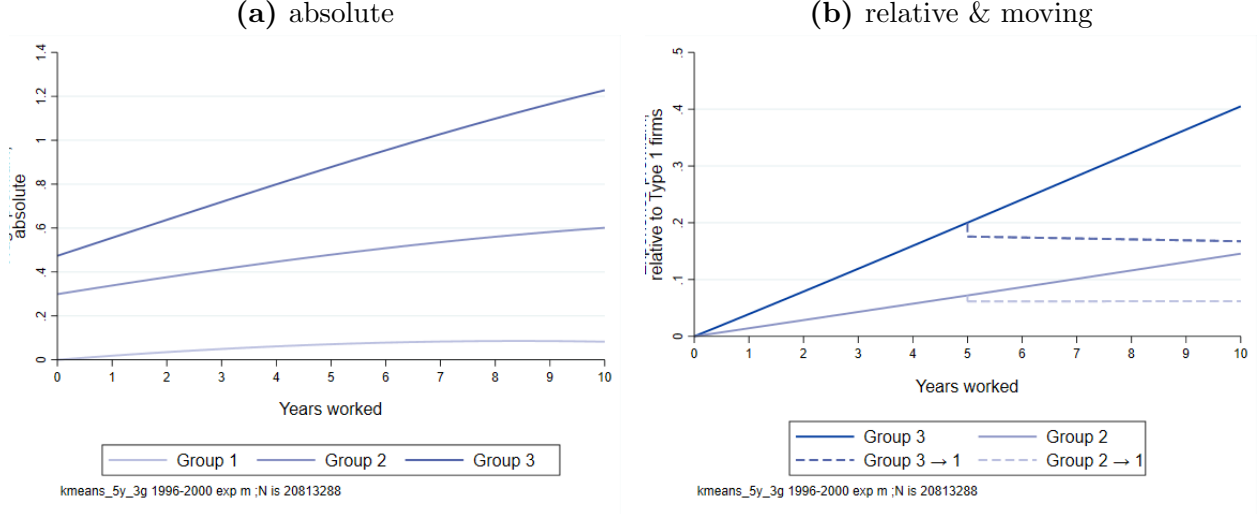 (a) absolute
1.4
1.2
1
.8
.6
.4
.2
0
absolute
0 1 2 3 4 5 6 7 8 9 10
Years worked
Group 1 Group 2 Group 3
kmeans_5y_3g 1996-2000 exp m ;N is 20813288
(b) relative & moving
.5
.4
.3
.2
.1
0
relative to Type 1 firms
0 1 2 3 4 5 6 7 8 9 10
Years worked
Group 3 Group 2
Group 3 → 1 Group 2 → 1
kmeans_5y_3g 1996-2000 exp m ;N is 20813288